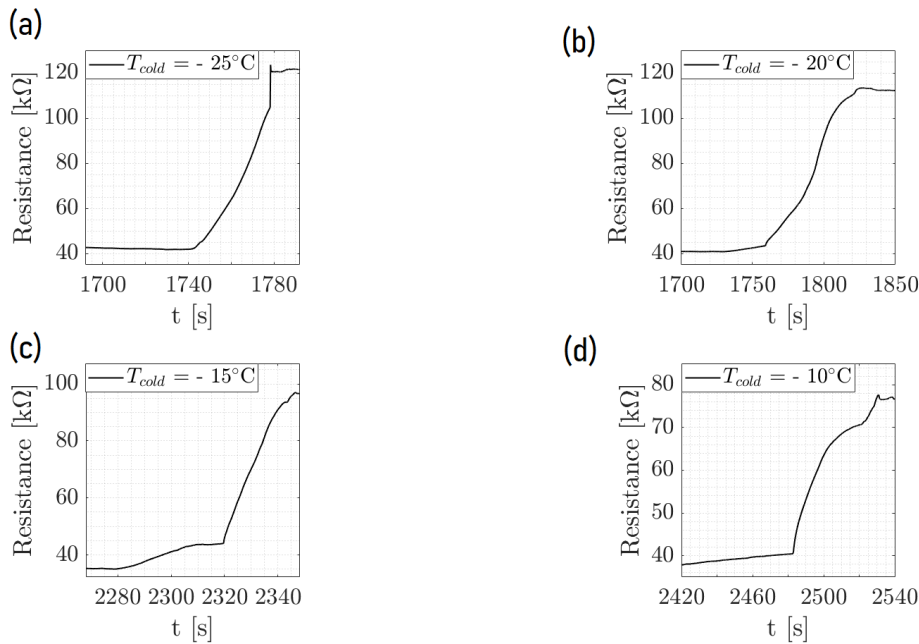 (a)
T_cold = - 25°C
Resistance [kΩ]
120
100
80
60
40
1700
1740
1780
t [s]
(b)
T_cold = - 20°C
Resistance [kΩ]
120
100
80
60
40
1700
1750
1800
1850
t [s]
(c)
T_cold = - 15°C
Resistance [kΩ]
100
80
60
40
2280
2300
2320
2340
t [s]
(d)
T_cold = - 10°C
Resistance [kΩ]
80
70
60
50
40
2420
2460
2500
2540
t [s]